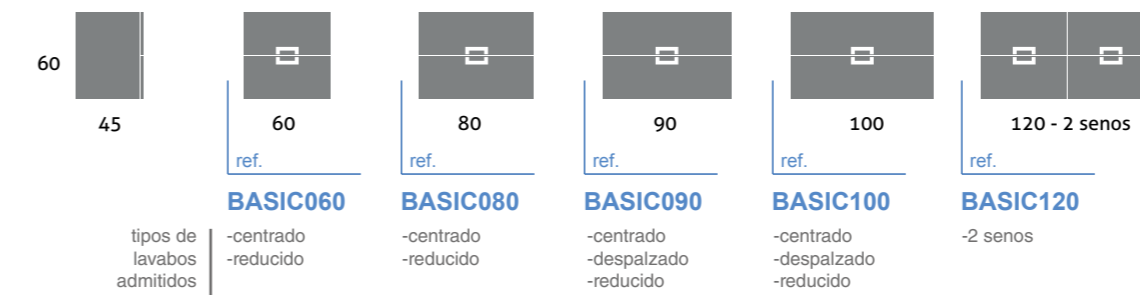 60
45
60
80
90
100
120 - 2 senos
ref.
ref.
ref.
ref.
ref.
BASIC060
BASIC080
BASIC090
BASIC100
BASIC120
tipos de
lavabos
admitidos
-centrado
-reducido
-centrado
-reducido
-centrado
-despalzado
-reducido
-centrado
-despalzado
-reducido
-2 senos